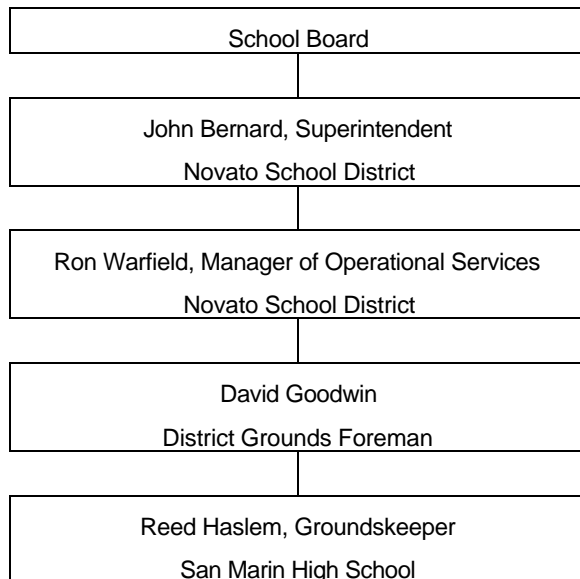 School Board
John Bernard, Superintendent
Novato School District
Ron Warfield, Manager of Operational Services
Novato School District
David Goodwin
District Grounds Foreman
Reed Haslem, Groundskeeper
San Marin High School